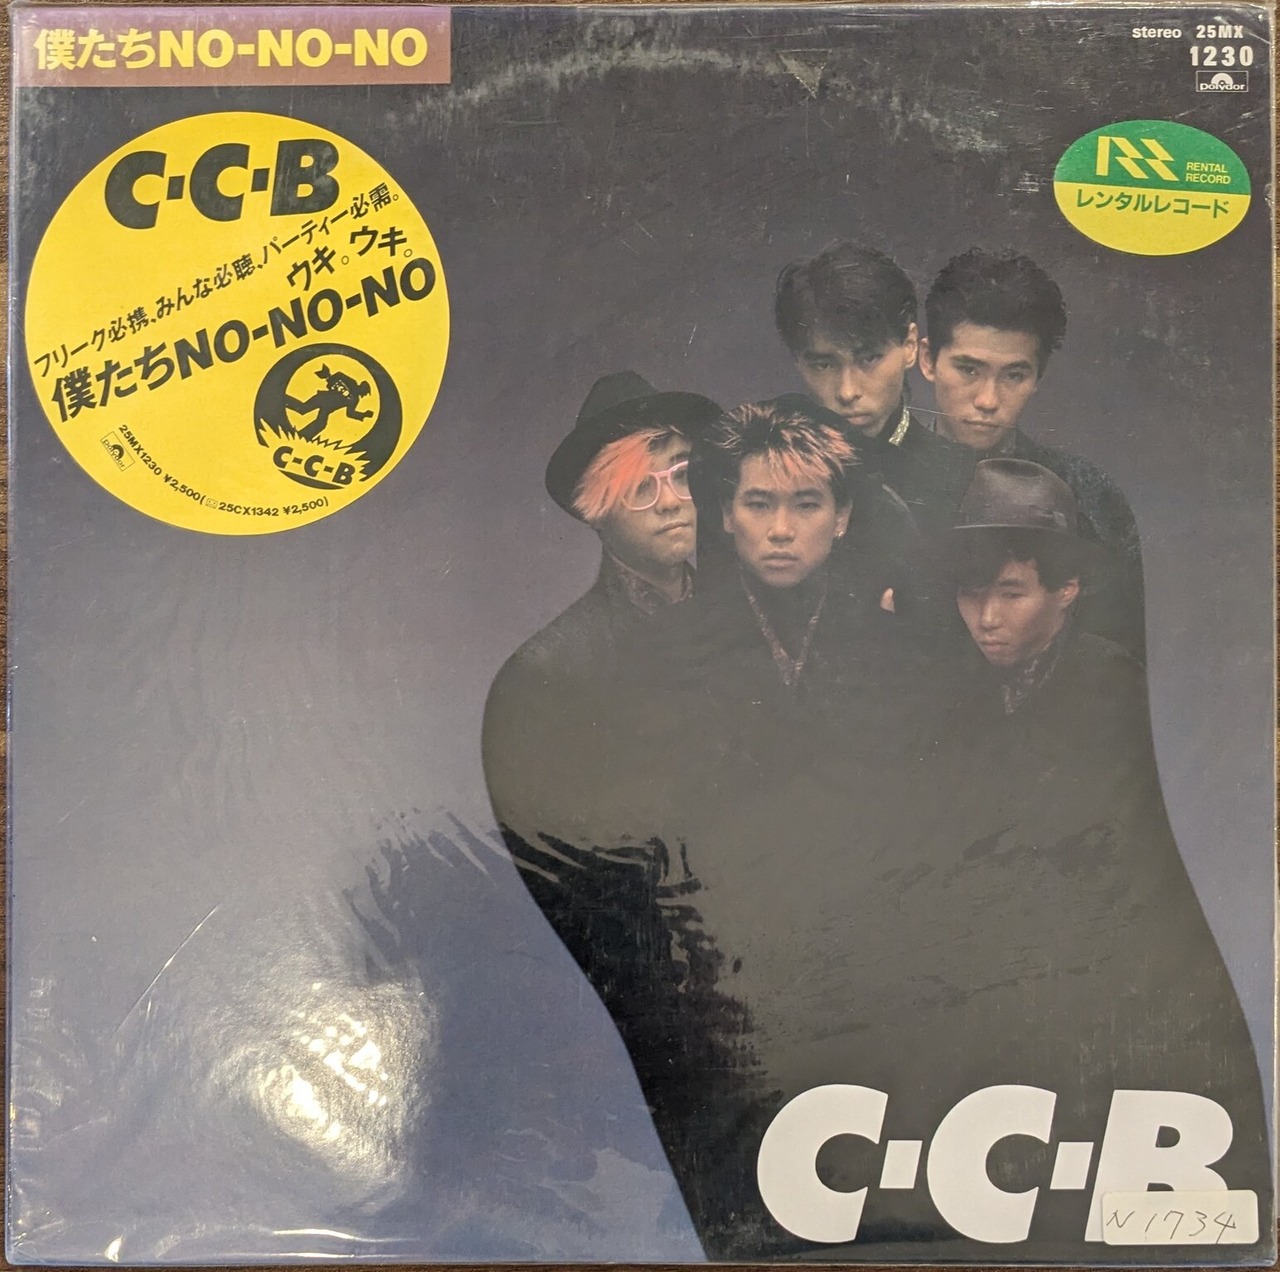 僕たちNO-NO-NO
stereo 25MX
1230
polydor
RR RENTAL
RECORD
レンタルレコード
C-C-B
フリーク必携、みんな必聴、パーティー必需。
ウキ。ウキ。
僕たちNO-NO-NO
C-C-B
polydor
25MX1230 ¥2,500(
25CX1342 ¥2,500)
C-C-B
N1734